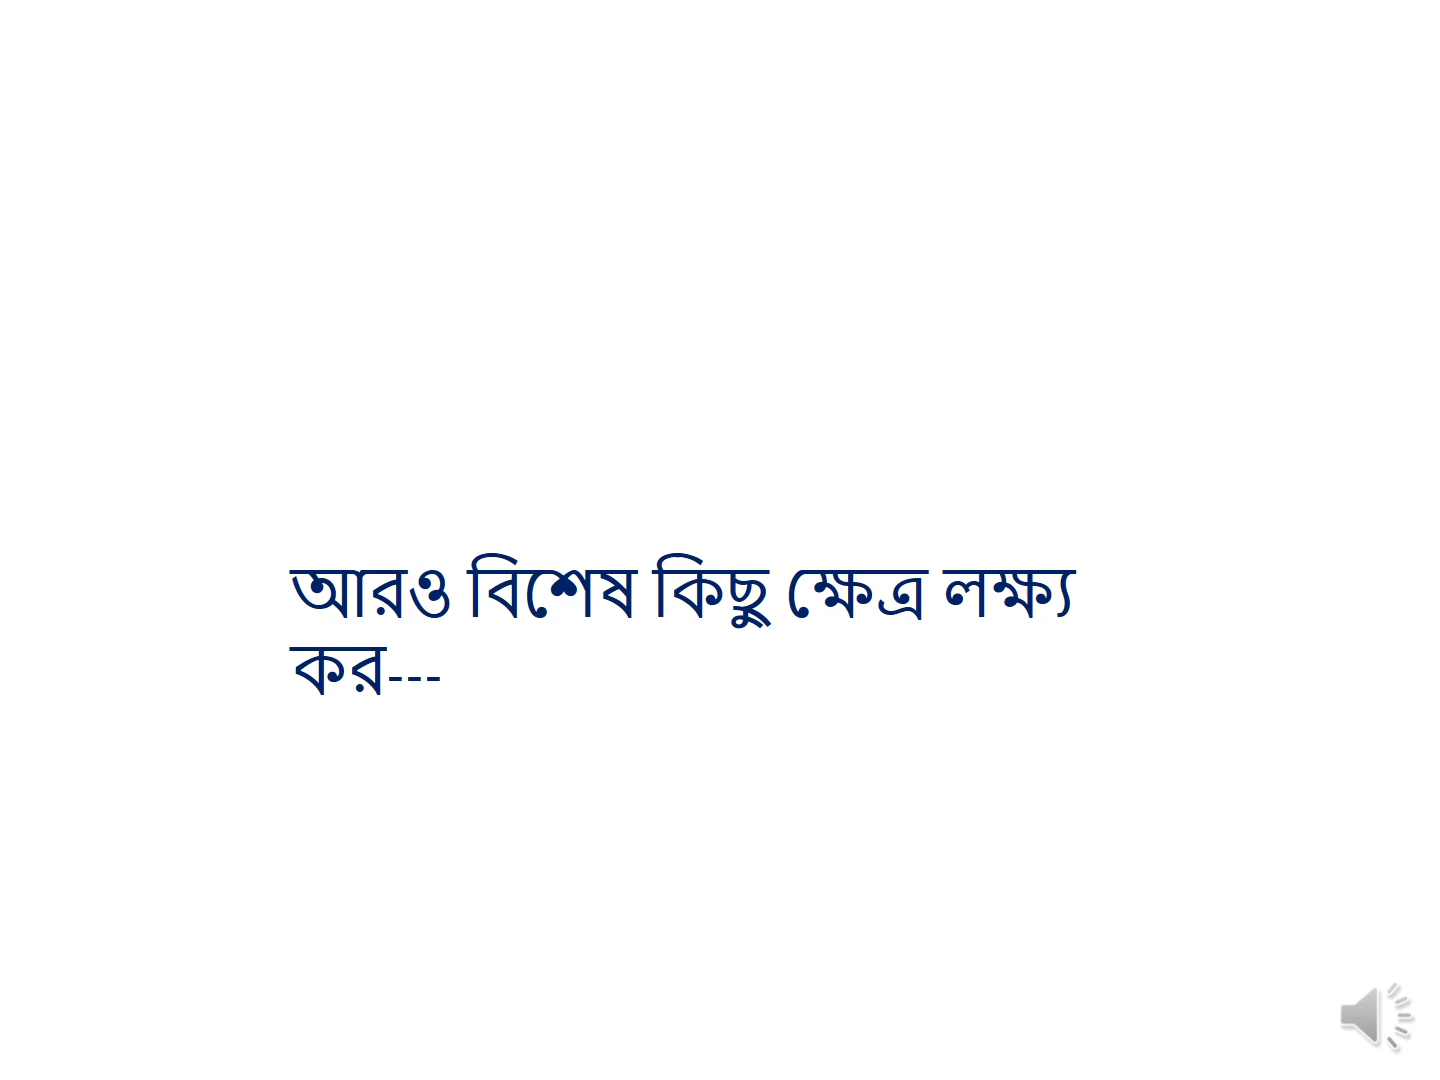 আরও বিশেষ কিছু ক্ষেত্র লক্ষ্য
কর---